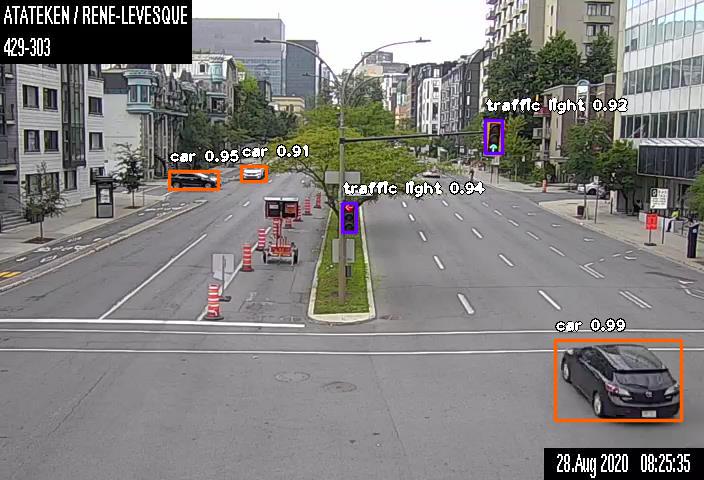 ATATEKEN / RENE-LEVESQUE
429-303
traffic light 0.92
car 0.95
car 0.91
traffic light 0.94
car 0.99
28.Aug 2020 08:25:35